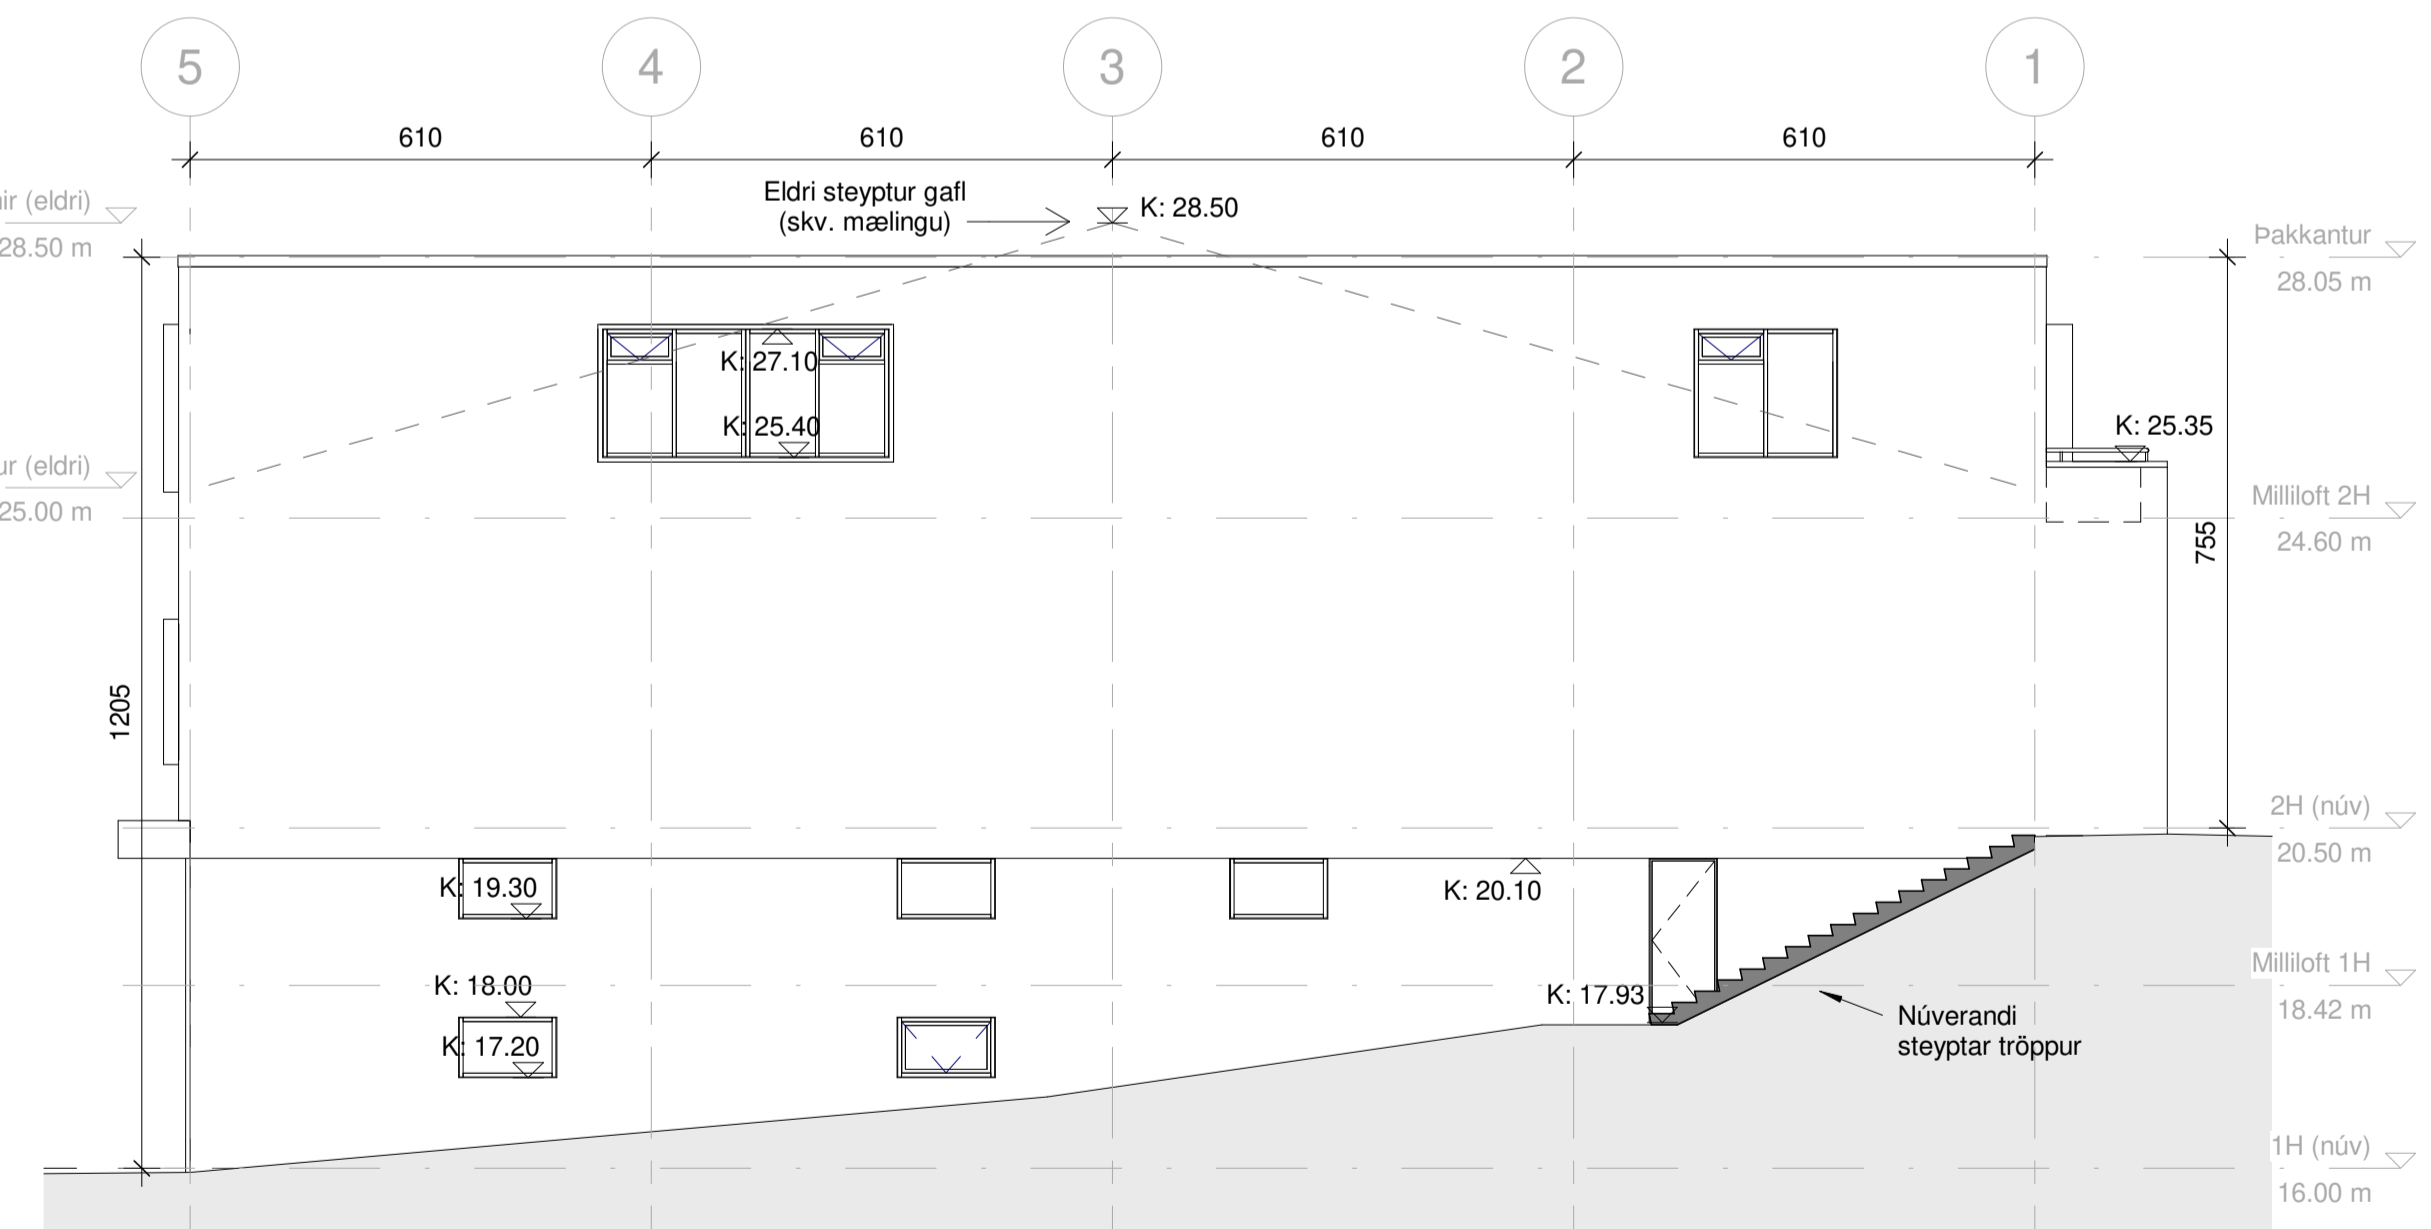 5
4
3
2
1
610
610
610
610
ir (eldri)
28.50 m
Eldri steyptur gafl
(skv. mælingu)
K: 28.50
Þakkantur
28.05 m
K: 27.10
K: 25.40
K: 25.35
ur (eldri)
25.00 m
Milliloft 2H
24.60 m
755
1205
2H (núv)
20.50 m
K: 19.30
K: 20.10
K: 18.00
K: 17.93
Milliloft 1H
18.42 m
K: 17.20
Núverandi
steyptar tröppur
1H (núv)
16.00 m